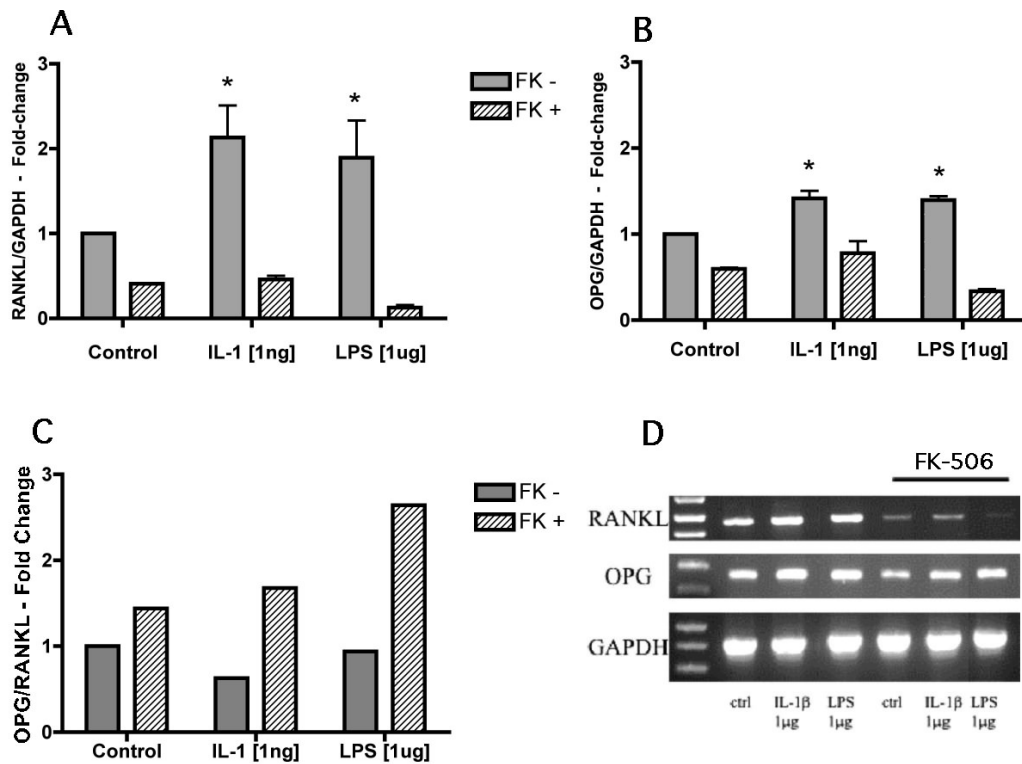 A
RANKL/GAPDH - Fold-change
3
2
1
0
*
*
Control
IL-1 [1ng]
LPS [1ug]
FK -
FK +
B
OPG/GAPDH - Fold-change
3
2
1
0
*
*
Control
IL-1 [1ng]
LPS [1ug]
C
OPG/RANKL - Fold Change
3
2
1
0
Control
IL-1 [1ng]
LPS [1ug]
FK -
FK +
D
FK-506
RANKL
OPG
GAPDH
ctrl
IL-1β
1μg
LPS
1μg
ctrl
IL-1β
1μg
LPS
1μg